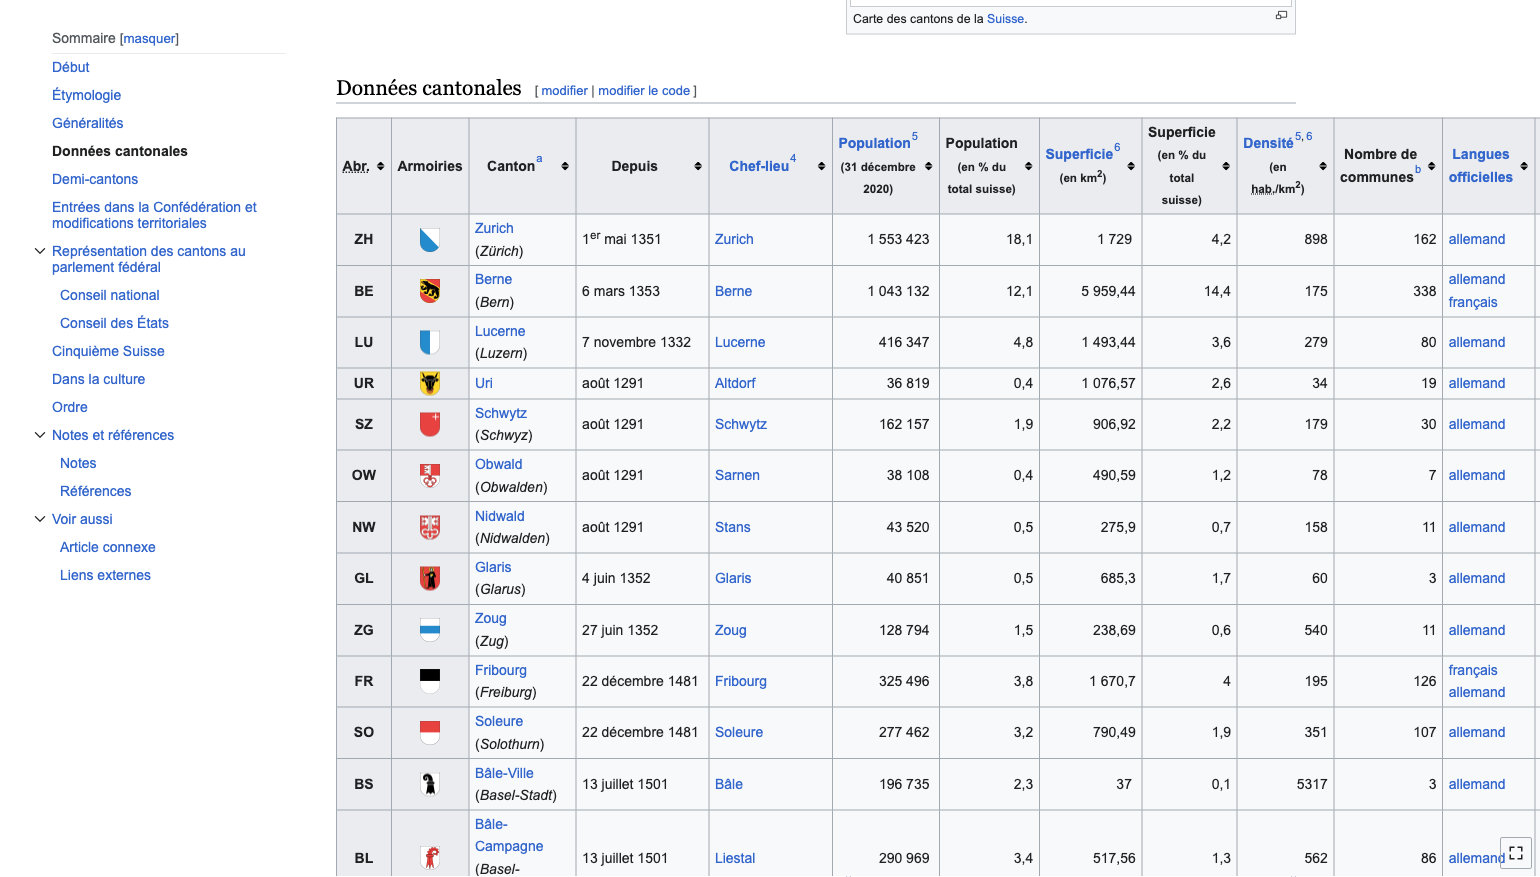 Carte des cantons de la Suisse.
Sommaire [masquer]
Début
Étymologie
Généralités
Données cantonales
Demi-cantons
Entrées dans la Confédération et
modifications territoriales
Représentation des cantons au
parlement fédéral
Conseil national
Conseil des États
Cinquième Suisse
Dans la culture
Ordre
Notes et références
Notes
Références
Voir aussi
Article connexe
Liens externes
Données cantonales [ modifier | modifier le code ]
Abr.
Armoiries
Canton a
Depuis
Chef-lieu 4
Population 5
(31 décembre
2020)
Population
(en % du
total suisse)
Superficie 6
(en km2)
Superficie
(en % du
total
suisse)
Densité 5, 6
(en
hab./km2)
Nombre de
communes b
Langues
officielles
ZH Zurich (Zürich) 1er mai 1351 Zurich 1 553 423 18,1 1 729 4,2 898 162 allemand
BE Berne (Bern) 6 mars 1353 Berne 1 043 132 12,1 5 959,44 14,4 175 338 allemand français
LU Lucerne (Luzern) 7 novembre 1332 Lucerne 416 347 4,8 1 493,44 3,6 279 80 allemand
UR Uri août 1291 Altdorf 36 819 0,4 1 076,57 2,6 34 19 allemand
SZ Schwytz (Schwyz) août 1291 Schwytz 162 157 1,9 906,92 2,2 179 30 allemand
OW Obwald (Obwalden) août 1291 Sarnen 38 108 0,4 490,59 1,2 78 7 allemand
NW Nidwald (Nidwalden) août 1291 Stans 43 520 0,5 275,9 0,7 158 11 allemand
GL Glaris (Glarus) 4 juin 1352 Glaris 40 851 0,5 685,3 1,7 60 3 allemand
ZG Zoug (Zug) 27 juin 1352 Zoug 128 794 1,5 238,69 0,6 540 11 allemand
FR Fribourg (Freiburg) 22 décembre 1481 Fribourg 325 496 3,8 1 670,7 4 195 126 français allemand
SO Soleure (Solothurn) 22 décembre 1481 Soleure 277 462 3,2 790,49 1,9 351 107 allemand
BS Bâle-Ville (Basel-Stadt) 13 juillet 1501 Bâle 196 735 2,3 37 0,1 5317 3 allemand
BL Bâle-Campagne (Basel- 13 juillet 1501 Liestal 290 969 3,4 517,56 1,3 562 86 allemand